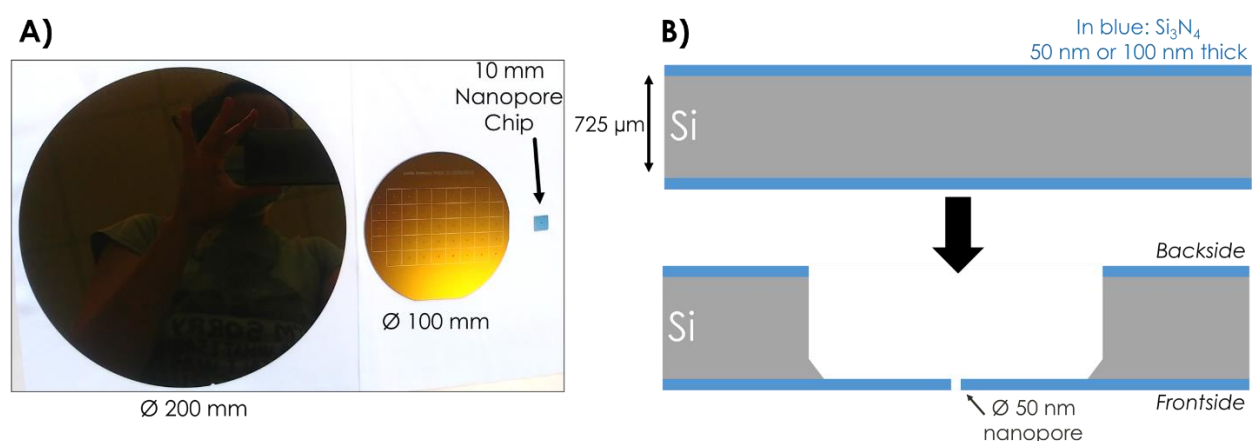 A)
10 mm
Nanopore
Chip
Ø 100 mm
Ø 200 mm
B)
In blue: Si₃N₄
50 nm or 100 nm thick
725 µm
Si
Backside
Si
Frontside
Ø 50 nm
nanopore